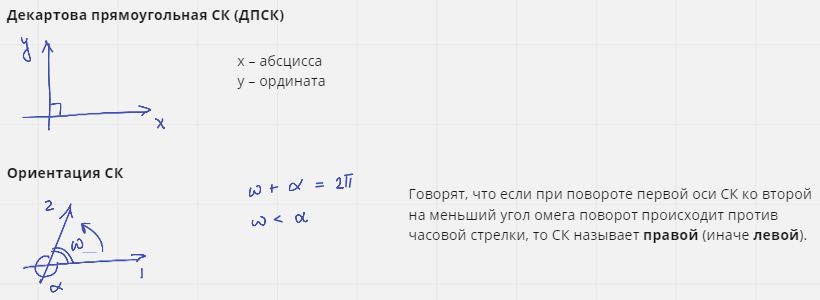 Декартова прямоугольная СК (ДПСК)
y
x – абсцисса
y – ордината
x
Ориентация СК
ω + α = 2π
ω < α
Говорят, что если при повороте первой оси СК ко второй
на меньший угол омега поворот происходит против
часовой стрелки, то СК называет правой (иначе левой).
2
ω
1
α